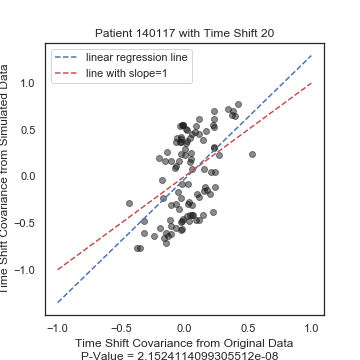 Patient 140117 with Time Shift 20
linear regression line
line with slope=1
Time Shift Covariance from Simulated Data
1.0
0.5
0.0
−0.5
−1.0
−1.0 −0.5 0.0 0.5 1.0
Time Shift Covariance from Original Data
P-Value = 2.1524114099305512e-08